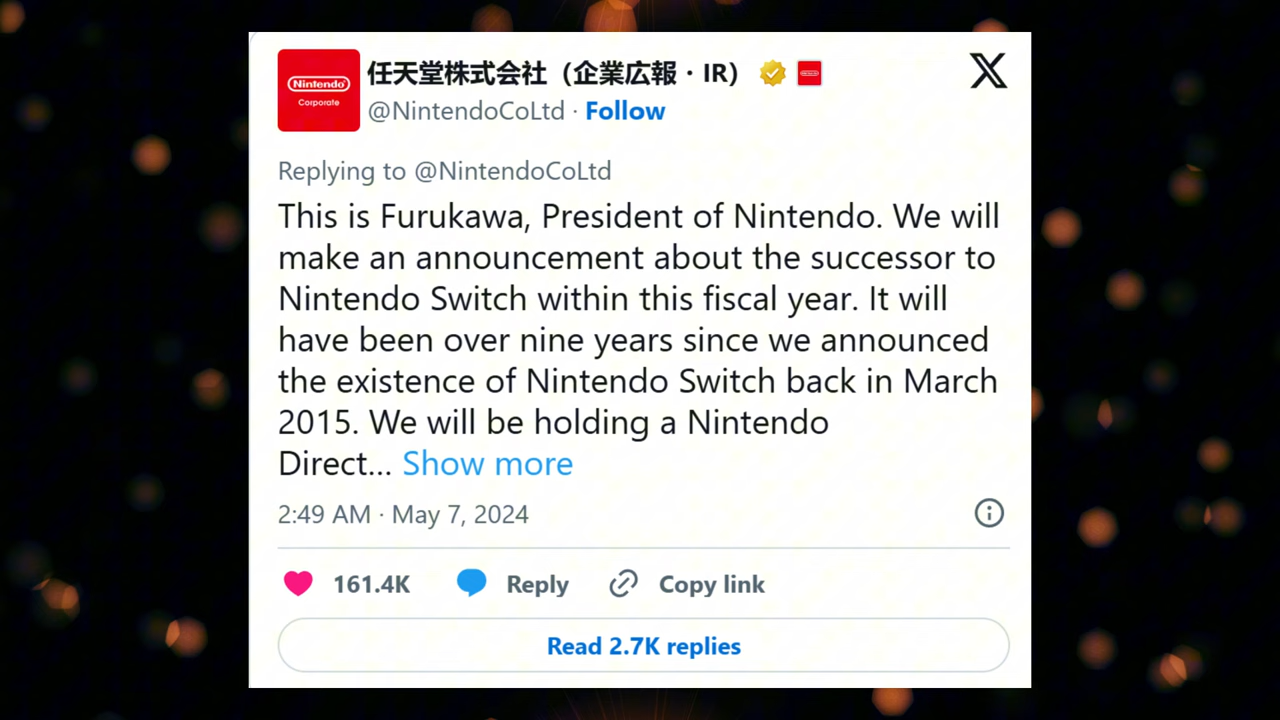 Nintendo
Corporate
任天堂株式会社（企業広報・IR）
@NintendoCoLtd · Follow
Replying to @NintendoCoLtd
This is Furukawa, President of Nintendo. We will
make an announcement about the successor to
Nintendo Switch within this fiscal year. It will
have been over nine years since we announced
the existence of Nintendo Switch back in March
2015. We will be holding a Nintendo
Direct... Show more
2:49 AM · May 7, 2024
161.4K Reply Copy link
Read 2.7K replies